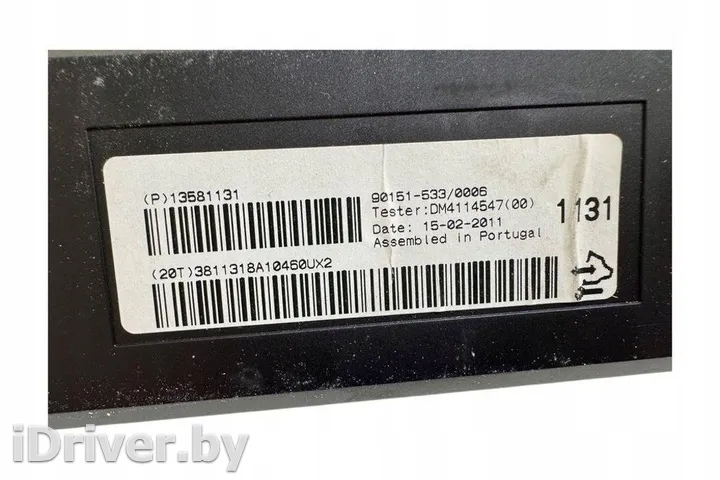 (P)13581131
90151-533/0006
Tester:DM4114547(00)
Date: 15-02-2011
Assembled in Portugal
1131
(20T)3811318A10460UX2
iDriver.by